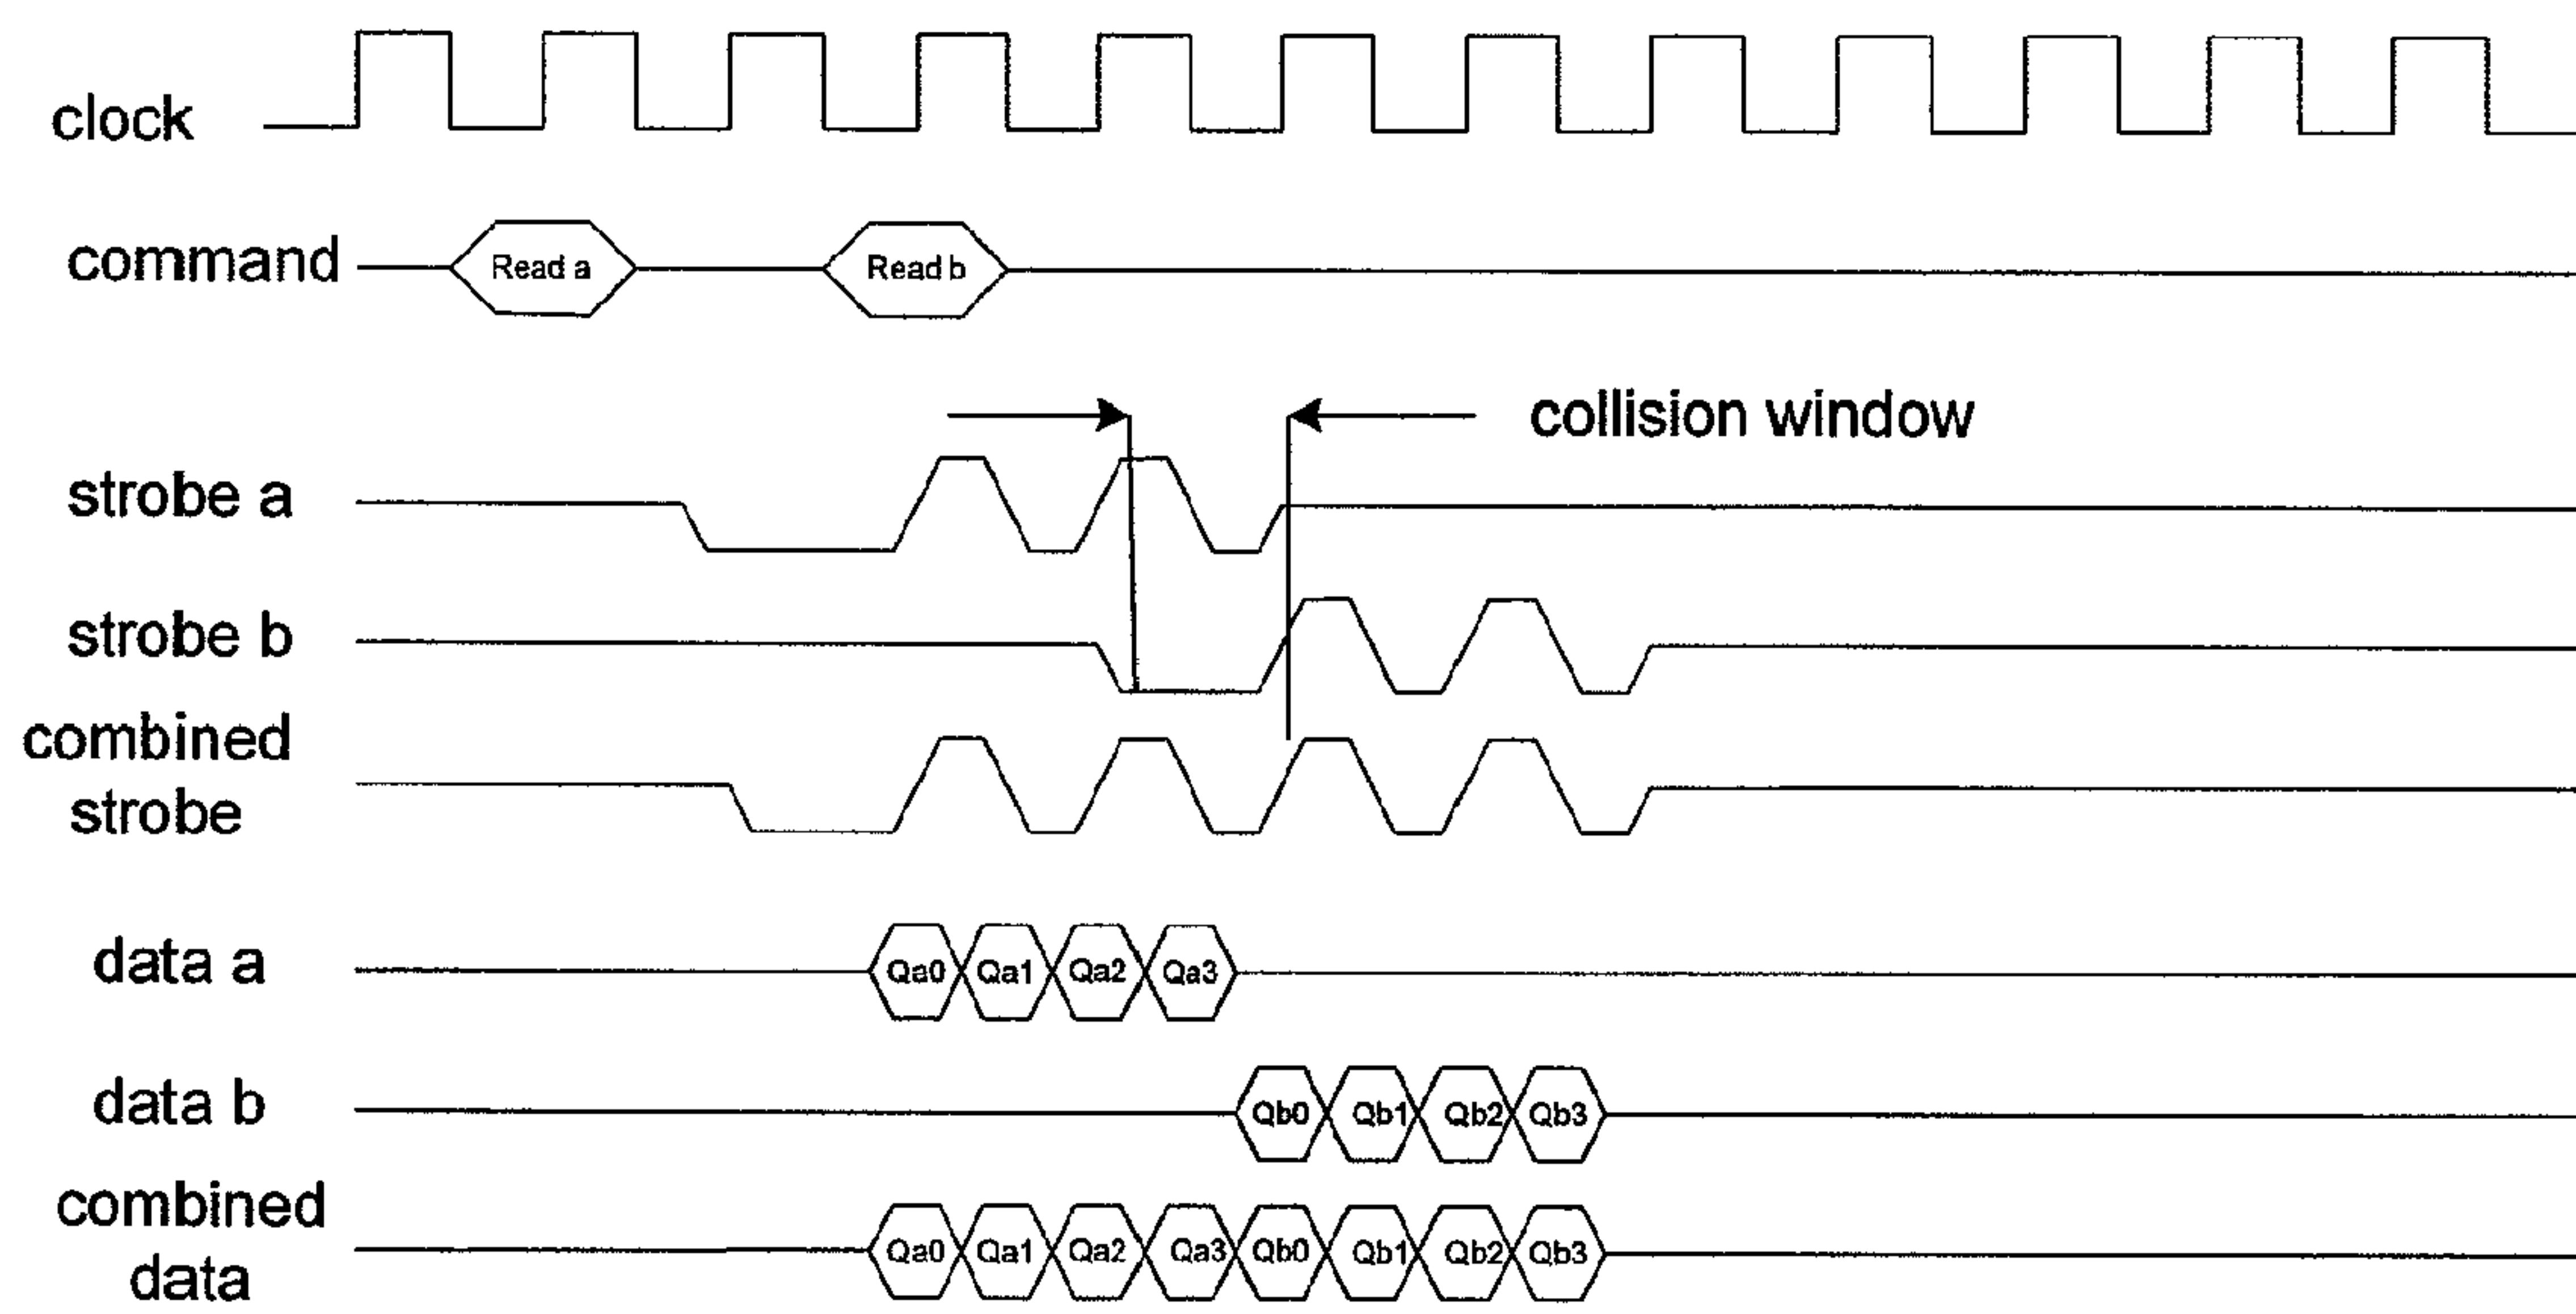 clock
command
Read a
Read b
collision window
strobe a
strobe b
combined
strobe
data a
Qa0 Qa1 Qa2 Qa3
data b
Qb0 Qb1 Qb2 Qb3
combined
data
Qa0 Qa1 Qa2 Qa3 Qb0 Qb1 Qb2 Qb3